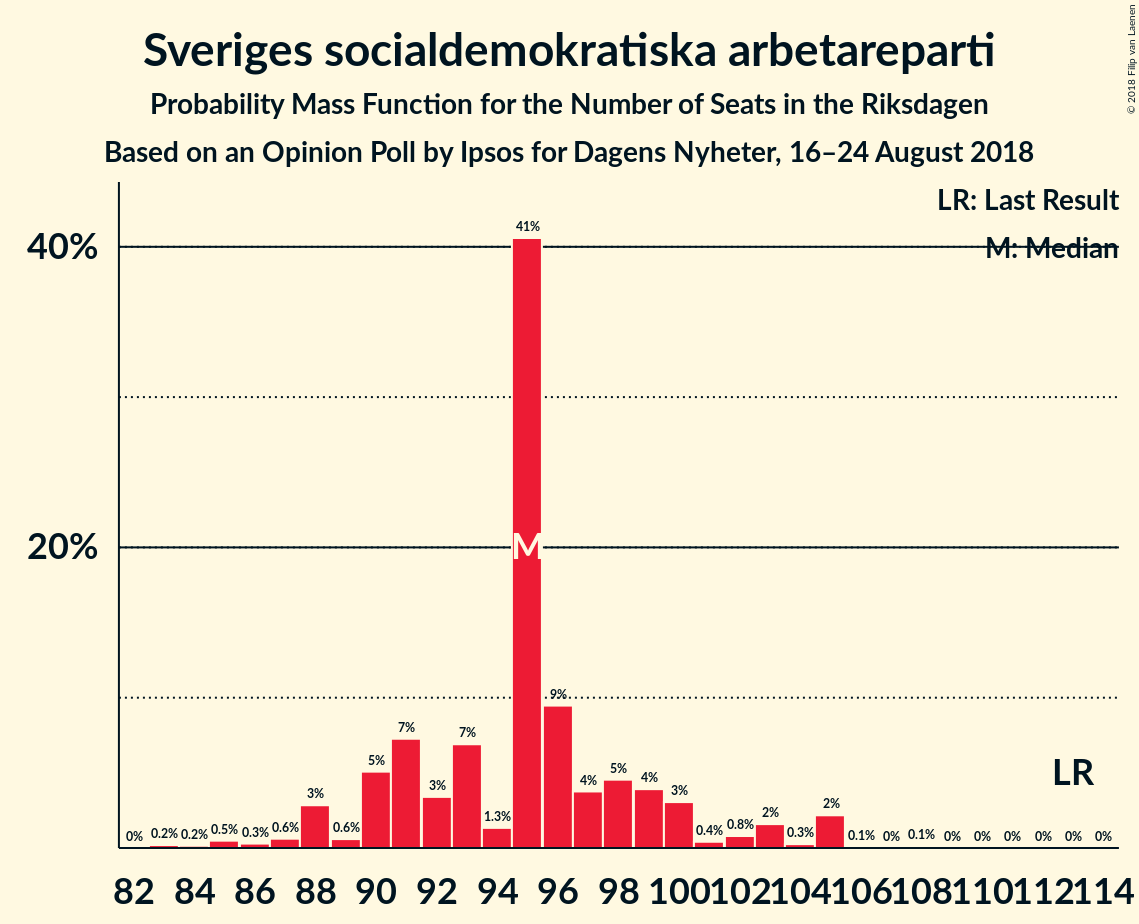 Sveriges socialdemokratiska arbetareparti
Probability Mass Function for the Number of Seats in the Riksdagen
Based on an Opinion Poll by Ipsos for Dagens Nyheter, 16–24 August 2018
© 2018 Filip van Laenen
LR: Last Result
M: Median
40%
20%
0% 0.2% 0.2% 0.5% 0.3% 0.6% 3% 0.6% 5% 7% 3% 7% 1.3% 41% 9% 4% 5% 4% 3% 0.4% 0.8% 2% 0.3% 2% 0.1% 0% 0.1% 0% 0% 0% 0% 0% 0%
M
LR
82 84 86 88 90 92 94 96 98 100 102 104 106 108 110 112 114